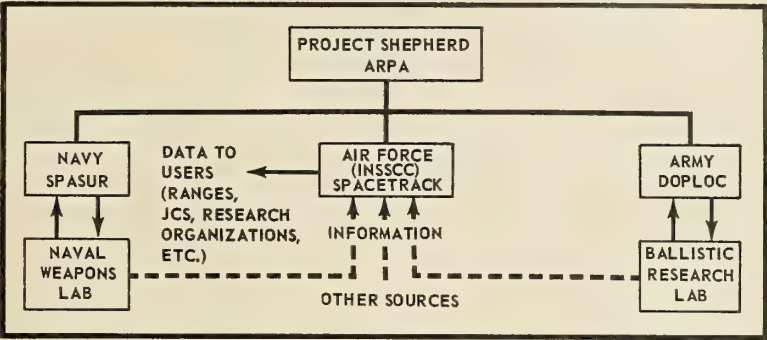 PROJECT SHEPHERD
ARPA
NAVY
SPASUR
DATA TO
USERS
(RANGES,
JCS, RESEARCH
ORGANIZATIONS,
ETC.)
AIR FORCE
(INSSCC)
SPACETRACK
ARMY
DOPLOC
NAVAL
WEAPONS
LAB
INFORMATION
OTHER SOURCES
BALLISTIC
RESEARCH
LAB